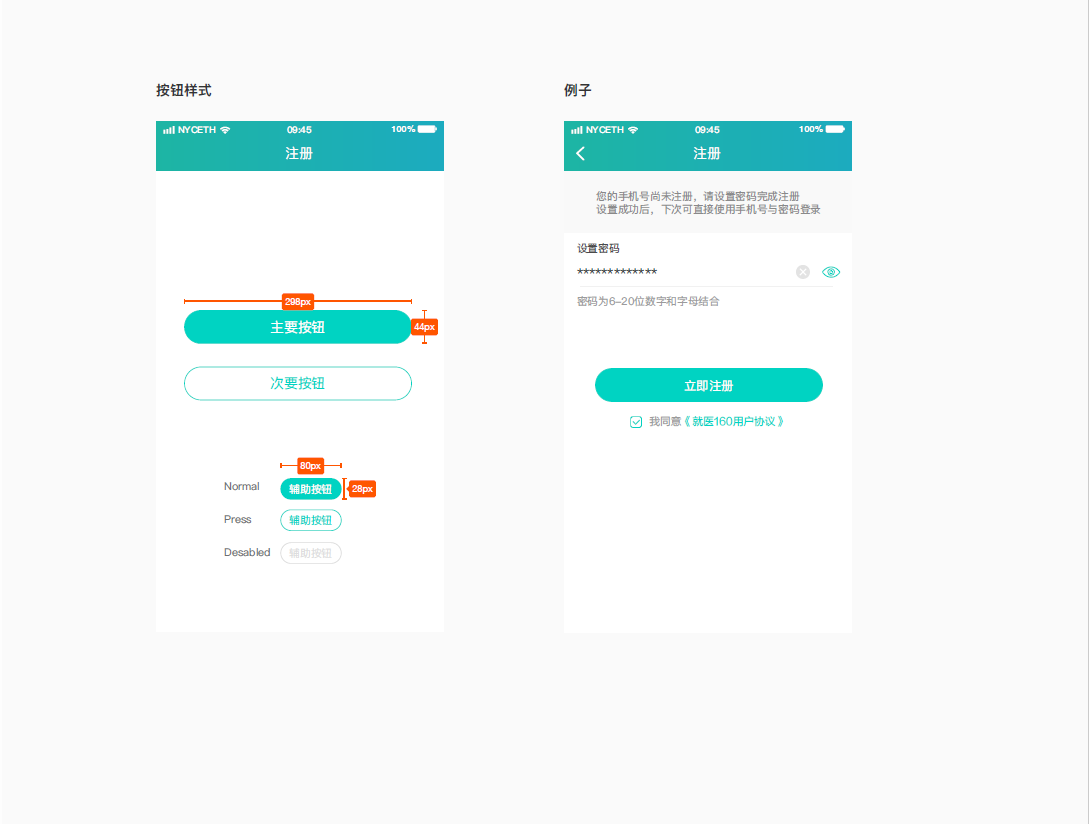 按钮样式
NYCETH 09:45 100%
注册
298px
主要按钮
44px
次要按钮
80px
Normal 辅助按钮 28px
Press 辅助按钮
Desabled 辅助按钮
例子
NYCETH 09:45 100%
注册
您的手机号尚未注册，请设置密码完成注册
设置成功后，下次可直接使用手机号与密码登录
设置密码
*************
密码为6-20位数字和字母结合
立即注册
我同意《就医160用户协议》